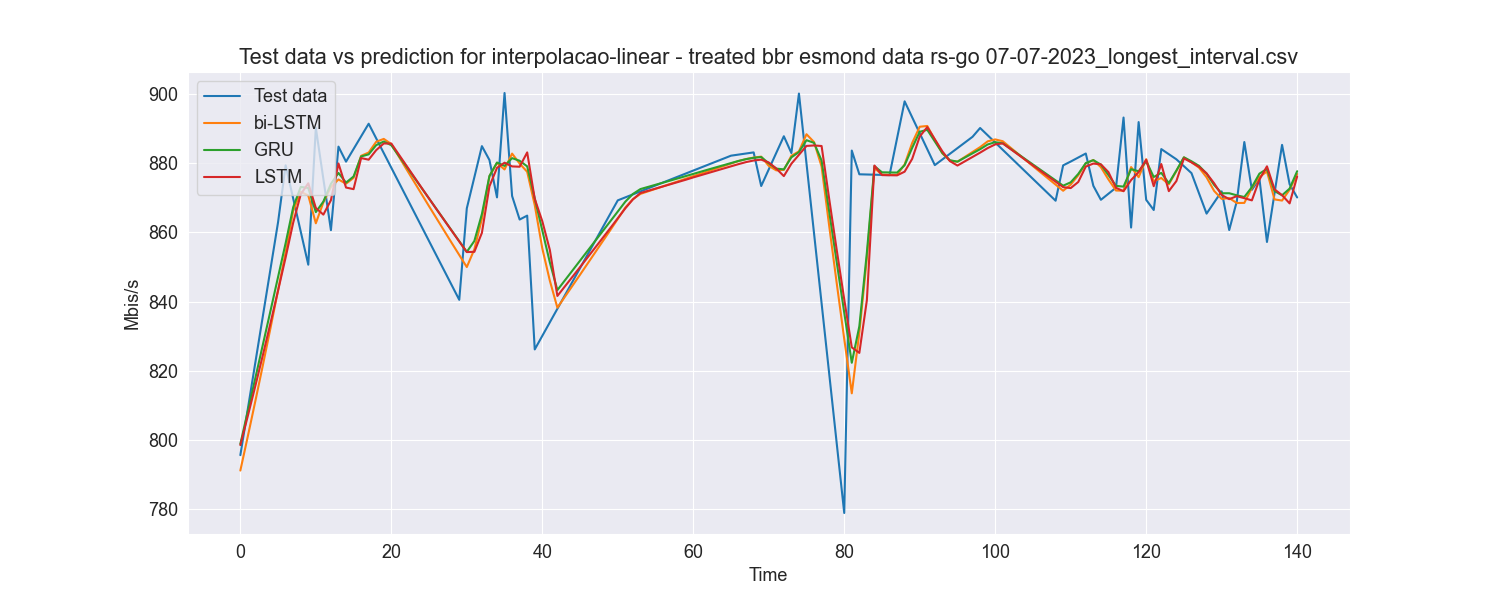 Test data vs prediction for interpolacao-linear - treated bbr esmond data rs-go 07-07-2023_longest_interval.csv
Test data
bi-LSTM
GRU
LSTM
900
880
860
840
820
800
780
Mbis/s
0 20 40 60 80 100 120 140
Time